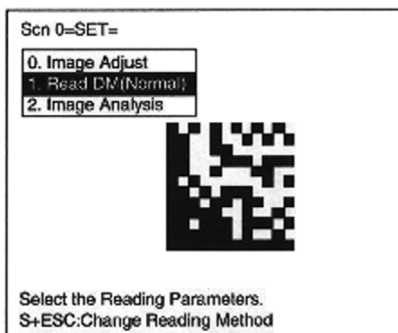 Scn 0=SET=
0. Image Adjust
1. Read DM(Normal)
2. Image Analysis
Select the Reading Parameters.
S+ESC:Change Reading Method